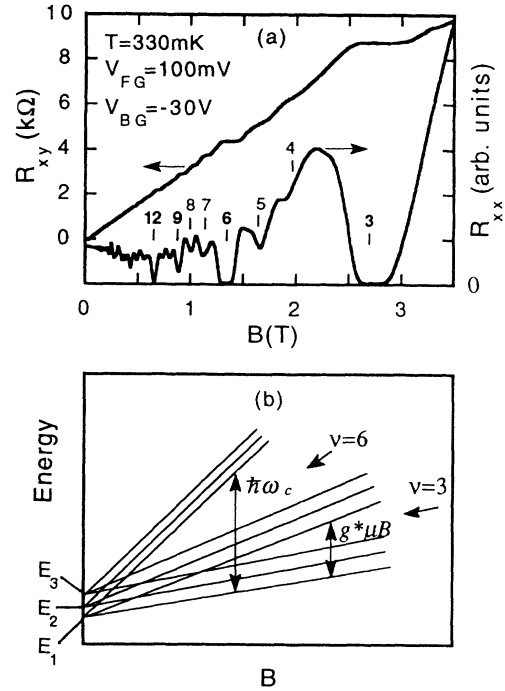 10
8
6
4
2
0
R_xy (kΩ)
T=330mK
V_FG=100mV
V_BG=-30V
(a)
12
9
8
7
6
5
4
3
R_xx (arb. units)
0
0
1
2
3
B(T)
(b)
Energy
ν=6
ν=3
ħω_c
g*μB
E_3
E_2
E_1
B